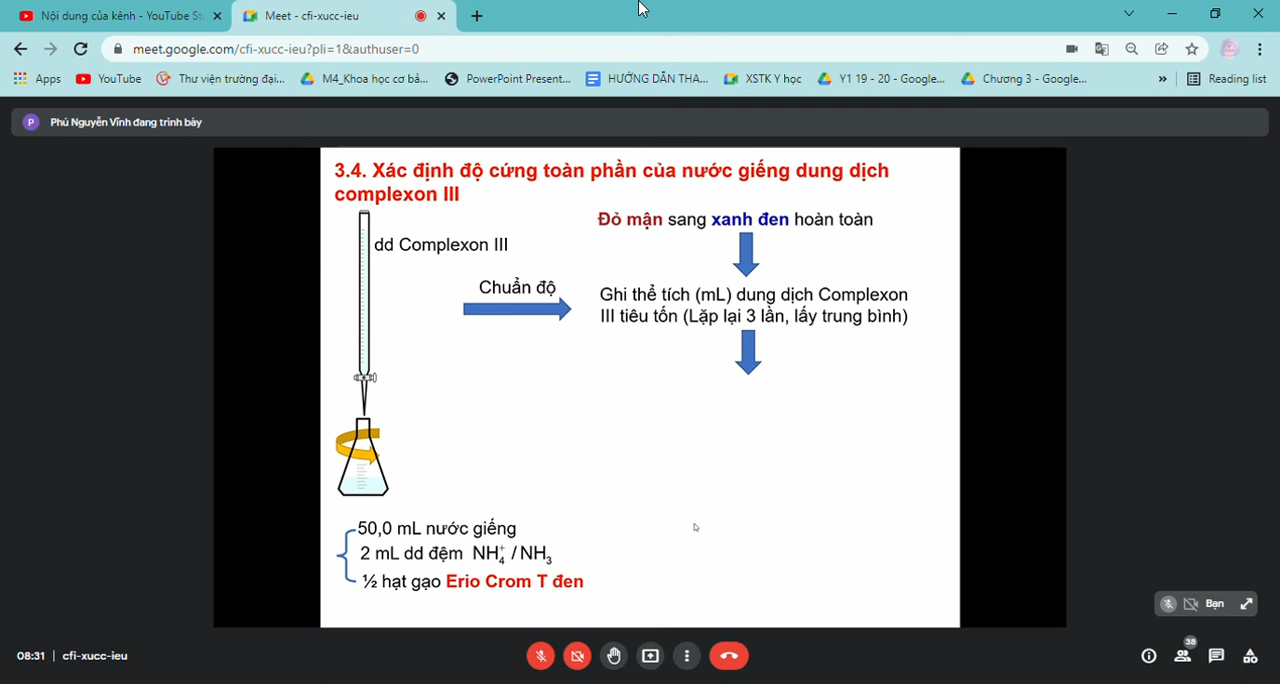 Nội dung của kênh - YouTube St
Meet - cfi-xucc-ieu
meet.google.com/cfi-xucc-ieu?pli=1&authuser=0
Apps
YouTube
Thư viện trường đại...
M4_Khoa học cơ bả...
PowerPoint Present...
HƯỚNG DẪN THA...
XSTK Y học
Y1 19 - 20 - Google...
Chương 3 - Google...
»
Reading list
P
Phú Nguyễn Vĩnh đang trình bày
3.4. Xác định độ cứng toàn phần của nước giếng dung dịch
complexon III
Đỏ mận sang xanh đen hoàn toàn
dd Complexon III
Chuẩn độ
Ghi thể tích (mL) dung dịch Complexon
III tiêu tốn (Lặp lại 3 lần, lấy trung bình)
50,0 mL nước giếng
2 mL dd đệm NH₄⁺ / NH₃
½ hạt gạo Erio Crom T đen
Bạn
08:31 | cfi-xucc-ieu
38